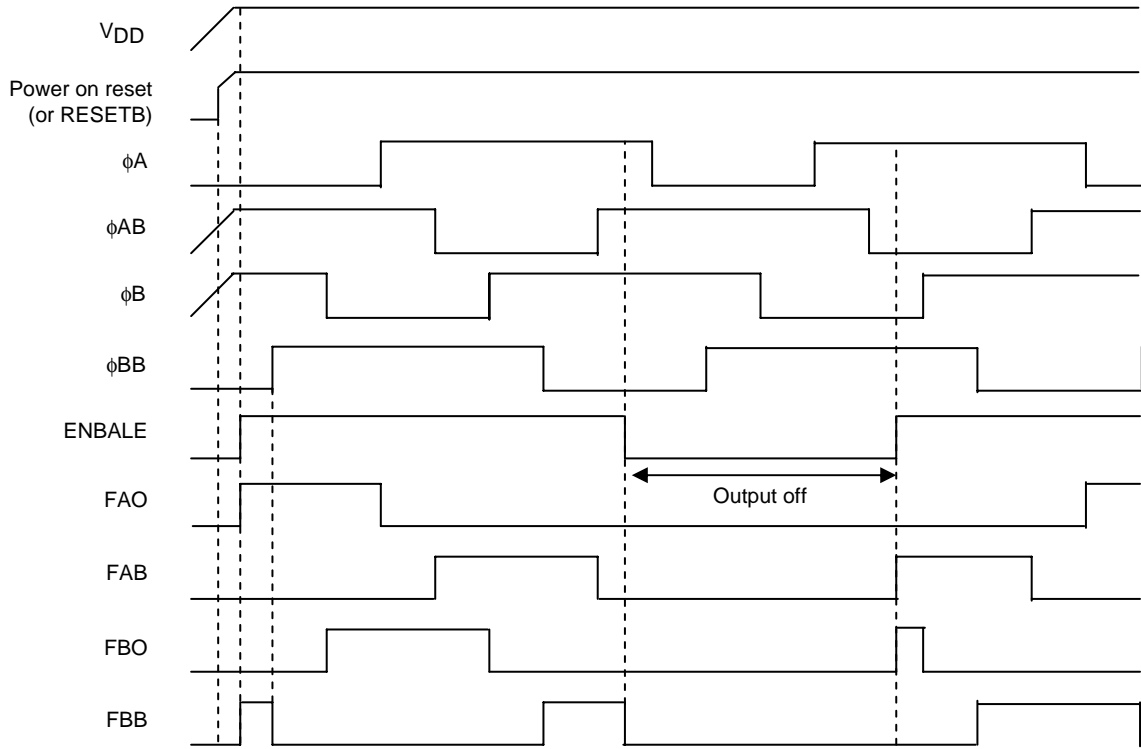 VDD
Power on reset
(or RESETB)
ϕA
ϕAB
ϕB
ϕBB
ENBALE
Output off
FAO
FAB
FBO
FBB